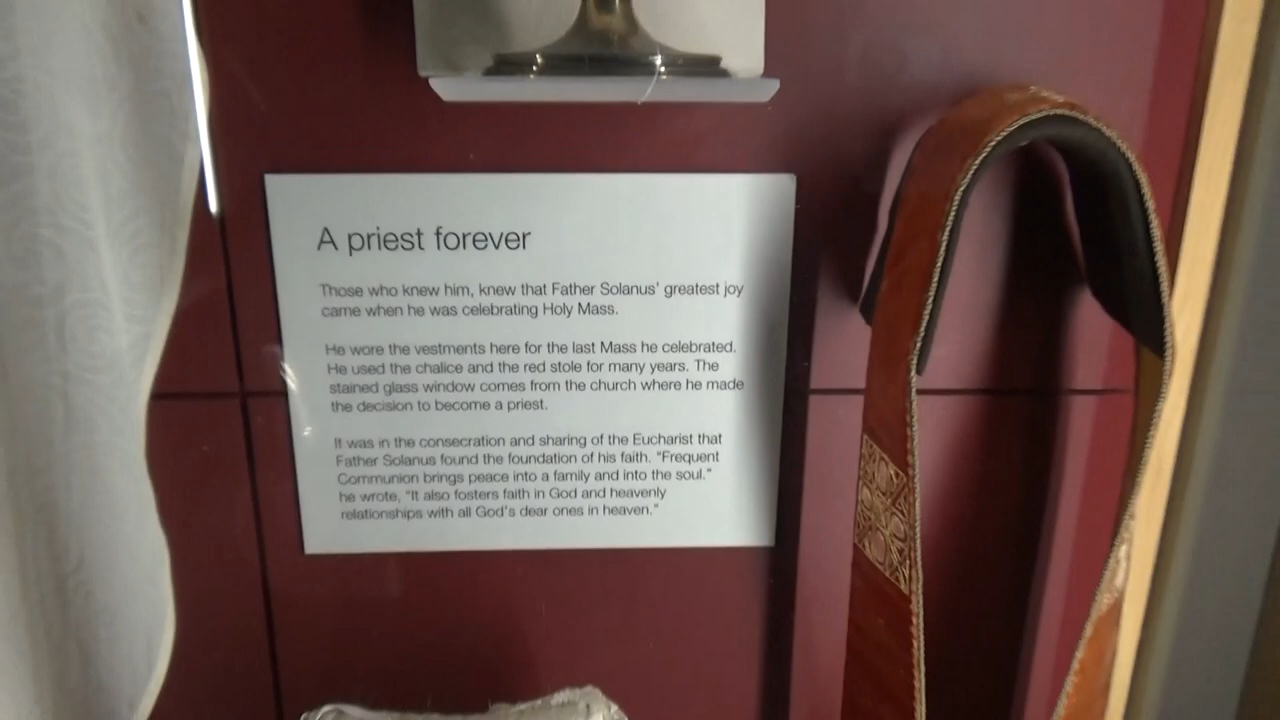 A priest forever
Those who knew him, knew that Father Solanus' greatest joy
came when he was celebrating Holy Mass.
He wore the vestments here for the last Mass he celebrated.
He used the chalice and the red stole for many years. The
stained glass window comes from the church where he made
the decision to become a priest.
It was in the consecration and sharing of the Eucharist that
Father Solanus found the foundation of his faith. "Frequent
Communion brings peace into a family and into the soul."
he wrote, "It also fosters faith in God and heavenly
relationships with all God's dear ones in heaven."